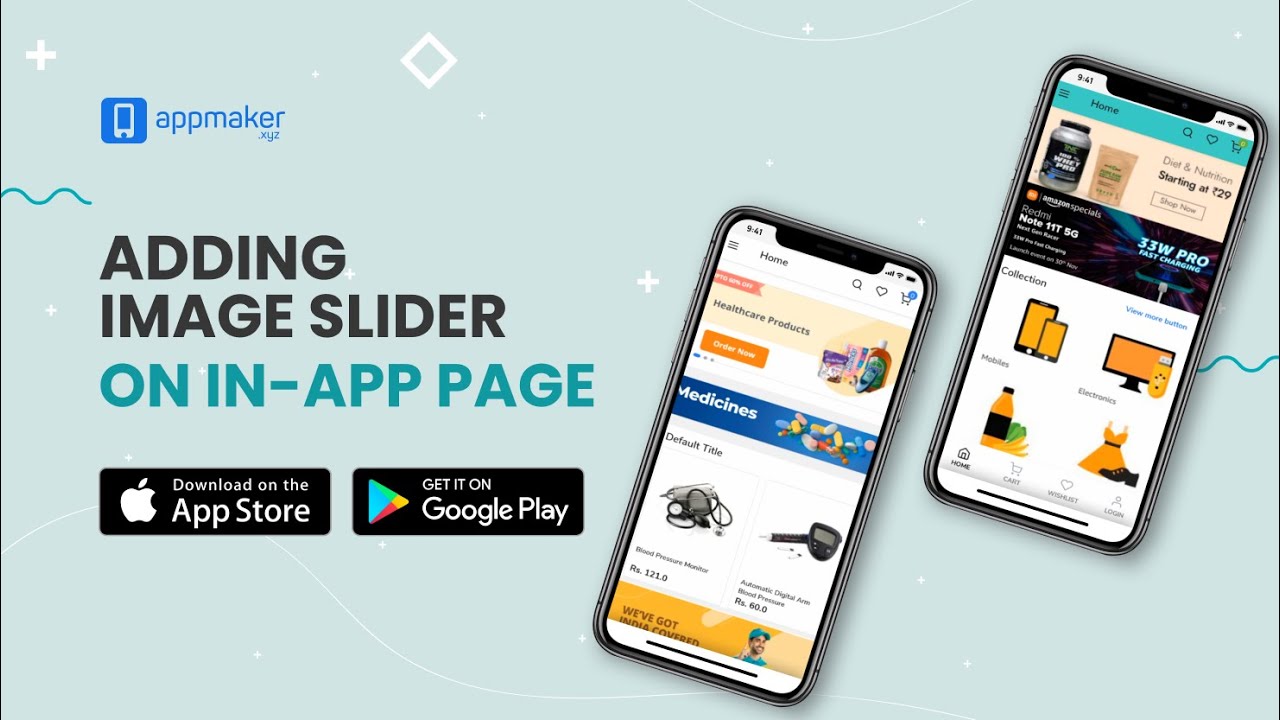 appmaker
.xyz
ADDING
IMAGE SLIDER
ON IN-APP PAGE
Download on the
App Store
GET IT ON
Google Play
9:41
Home
UPTO 60% OFF
Healthcare Products
Order Now
Medicines
Default Title
Blood Pressure Monitor
Rs. 121.0
Automatic Digital Arm
Blood Pressure
Rs. 60.0
WE'VE GOT
INDIA COVERED
9:41
Home
Diet & Nutrition
Starting at ₹29
Shop Now
amazonspecials
Redmi
Note 11T 5G
Next Gen Racer
33W Pro Fast Charging
Launch event on 30th Nov
33W PRO
FAST CHARGING
Collection
View more button
Mobiles
Electronics
HOME
CART
WISHLIST
LOGIN